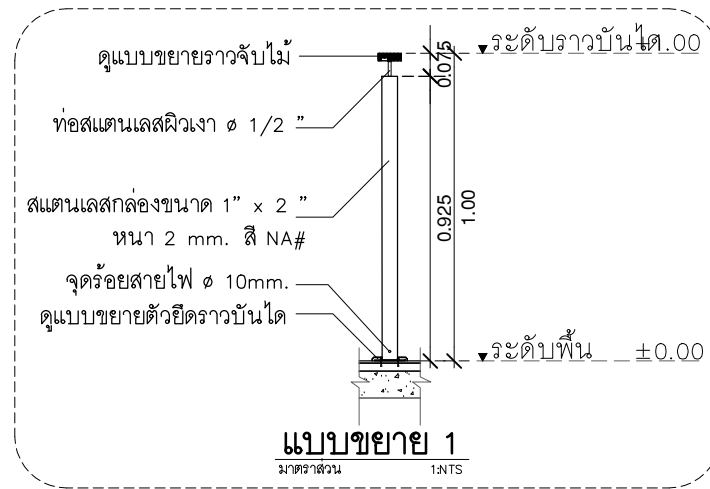 ดูแบบขยายราวจับไม้
ท่อสแตนเลสผิวเงา ø 1/2 "
สแตนเลสกล่องขนาด 1" x 2 "
หนา 2 mm. สี NA#
จุดร้อยสายไฟ ø 10mm.
ดูแบบขยายตัวยึดราวบันได
0.075
0.925
1.00
ระดับราวบันได +1.00
ระดับพื้น ±0.00
แบบขยาย 1
มาตราส่วน 1:NTS